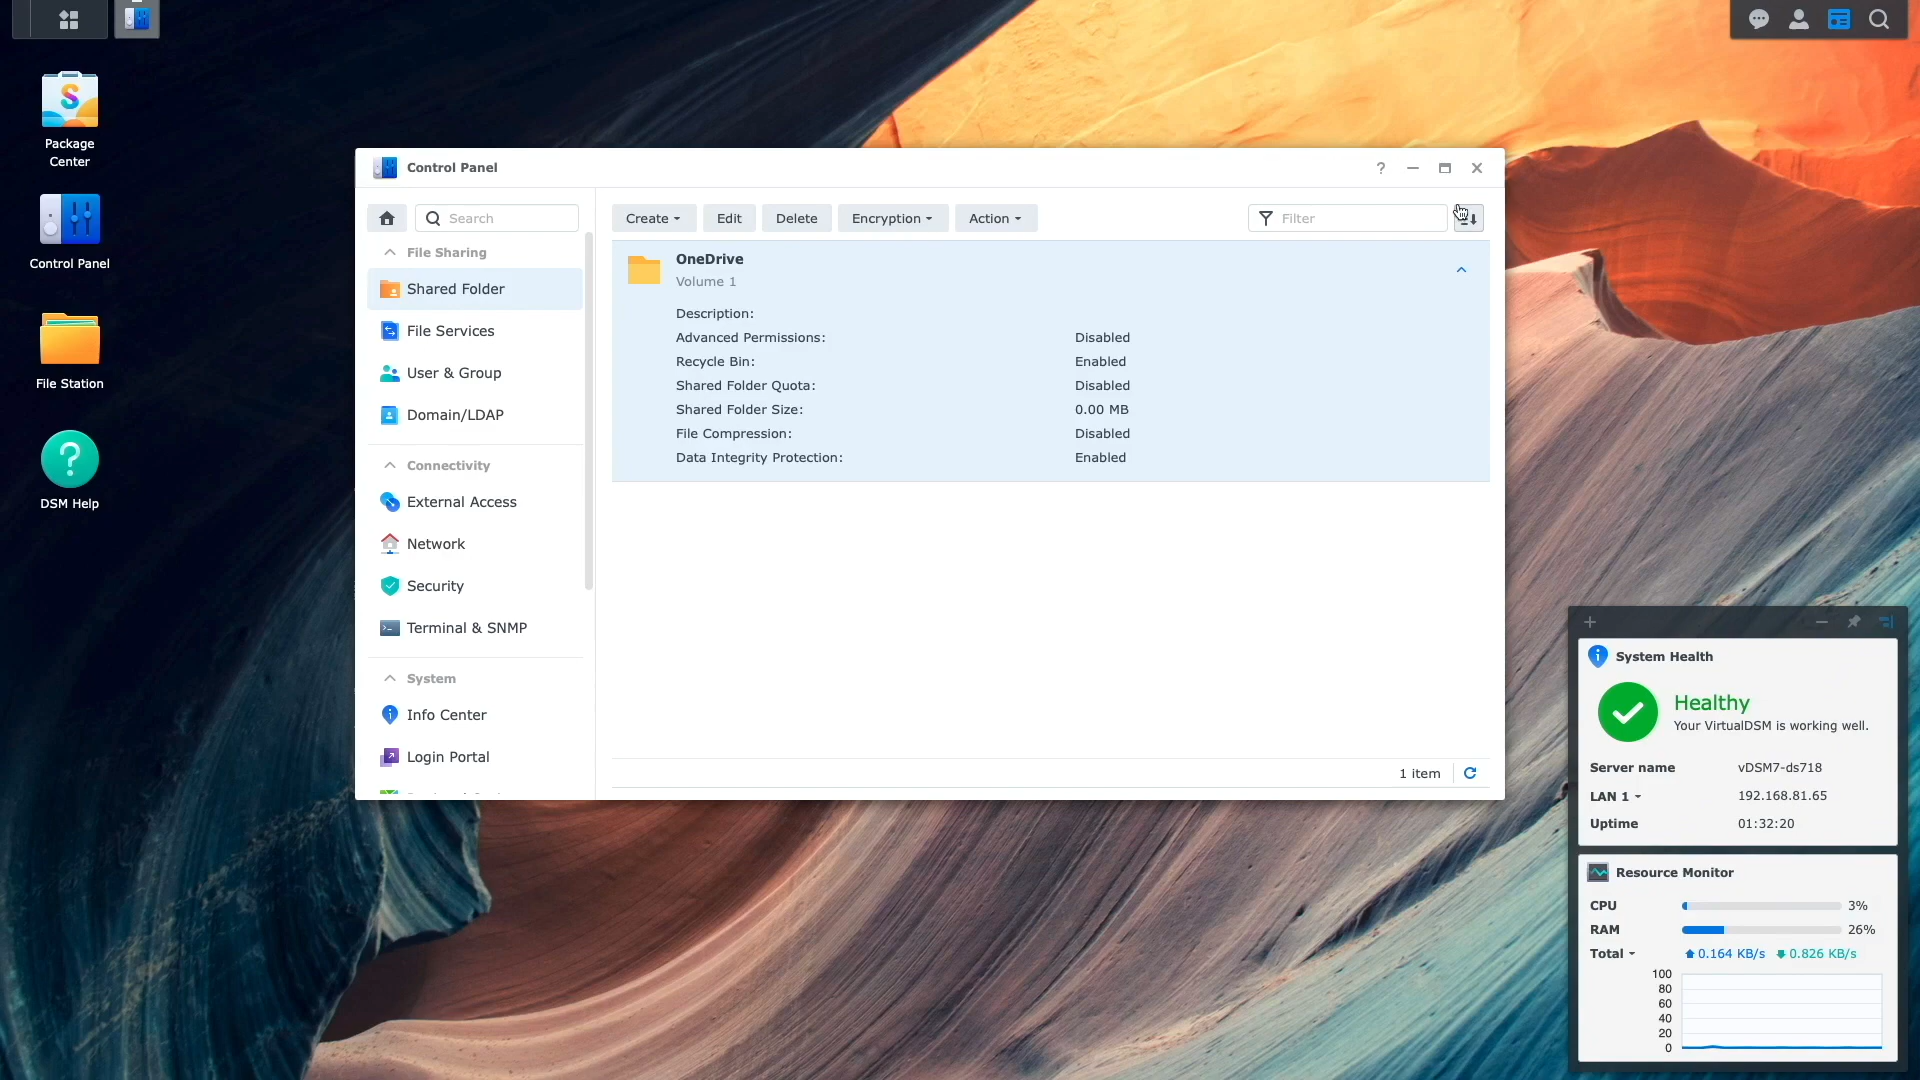 Package
Center
Control Panel
File Station
DSM Help
Control Panel
Search
File Sharing
Shared Folder
File Services
User & Group
Domain/LDAP
Connectivity
External Access
Network
Security
Terminal & SNMP
System
Info Center
Login Portal
Create
Edit
Delete
Encryption
Action
Filter
OneDrive
Volume 1
Description:
Advanced Permissions: Disabled
Recycle Bin: Enabled
Shared Folder Quota: Disabled
Shared Folder Size: 0.00 MB
File Compression: Disabled
Data Integrity Protection: Enabled
1 item
System Health
Healthy
Your VirtualDSM is working well.
Server name vDSM7-ds718
LAN 1 192.168.81.65
Uptime 01:32:20
Resource Monitor
CPU 3%
RAM 26%
Total 0.164 KB/s 0.826 KB/s
100
80
60
40
20
0